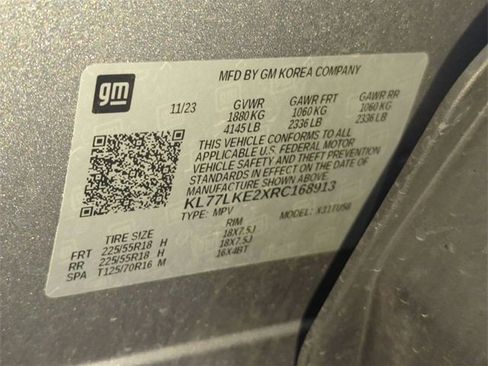 gm
MFD BY GM KOREA COMPANY
11/23 GVWR GAWR FRT GAWR RR
1880 KG 1060 KG 1060 KG
4145 LB 2336 LB 2336 LB
THIS VEHICLE CONFORMS TO ALL
APPLICABLE U.S. FEDERAL MOTOR
VEHICLE SAFETY AND THEFT PREVENTION
STANDARDS IN EFFECT ON THE DATE OF
MANUFACTURE SHOWN ABOVE.
KL77LKE2XRC168913
TYPE: MPV MODEL: X31TUS8
TIRE SIZE RIM
FRT 225/55R18 H 18X7.5J
RR 225/55R18 H 18X7.5J
SPA T125/70R16 M 16X4BT